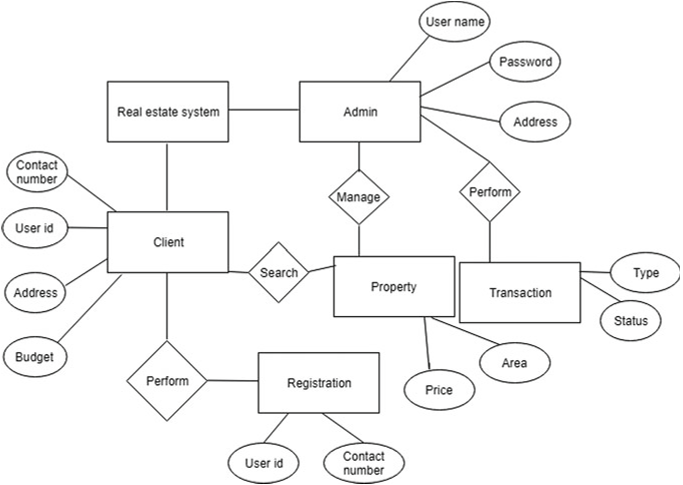 User name
Password
Real estate system
Admin
Address
Contact
number
Manage
Perform
User id
Client
Search
Address
Property
Transaction
Type
Status
Budget
Perform
Registration
Area
Price
User id
Contact
number